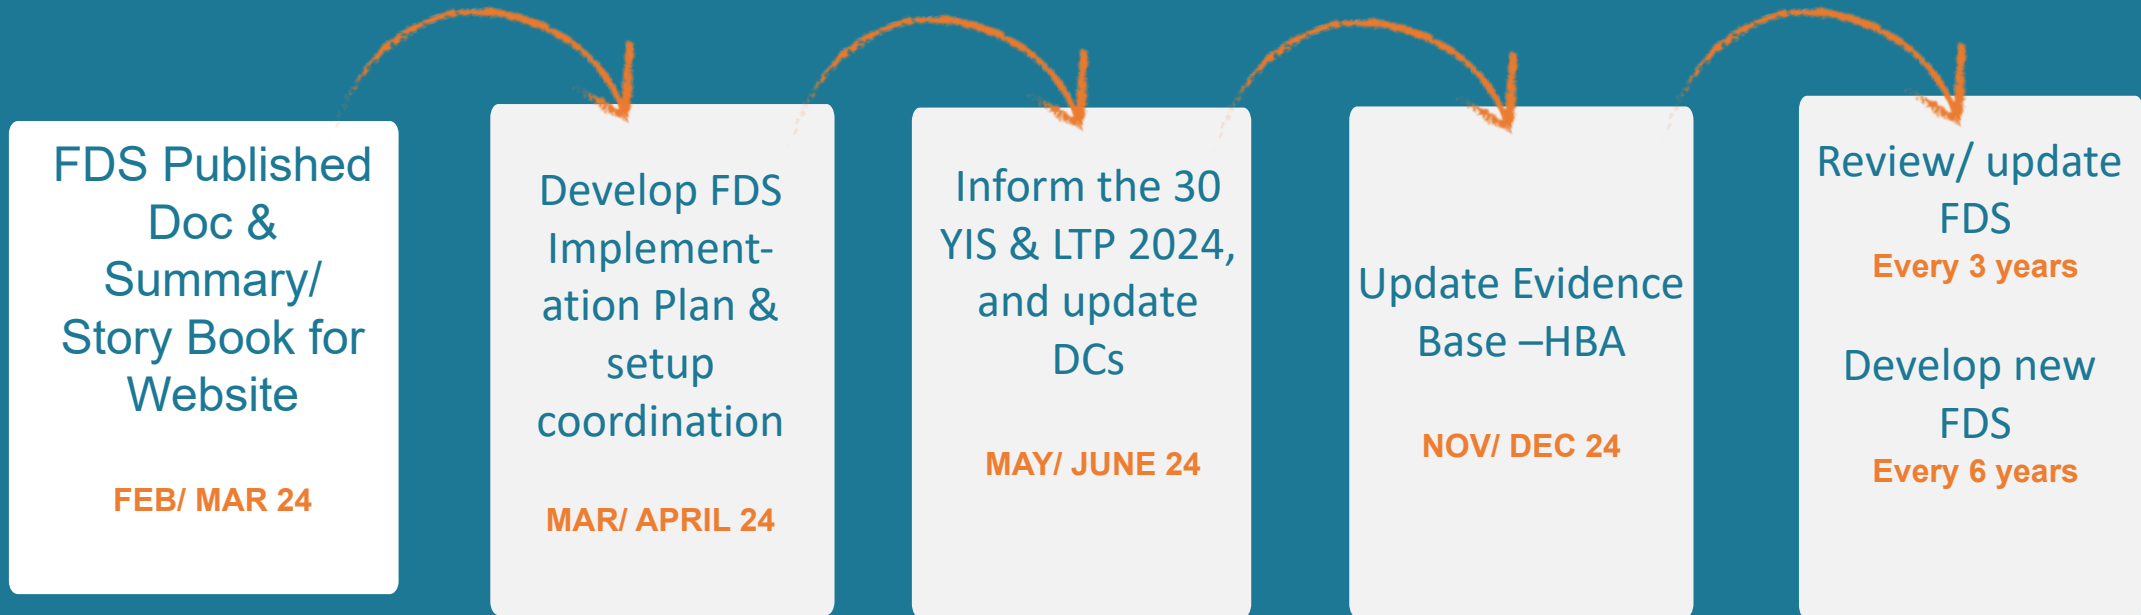 FDS Published
Doc &
Summary/
Story Book for
Website
FEB/ MAR 24
Develop FDS
Implement-
ation Plan &
setup
coordination
MAR/ APRIL 24
Inform the 30
YIS & LTP 2024,
and update
DCs
MAY/ JUNE 24
Update Evidence
Base –HBA
NOV/ DEC 24
Review/ update
FDS
Every 3 years
Develop new
FDS
Every 6 years